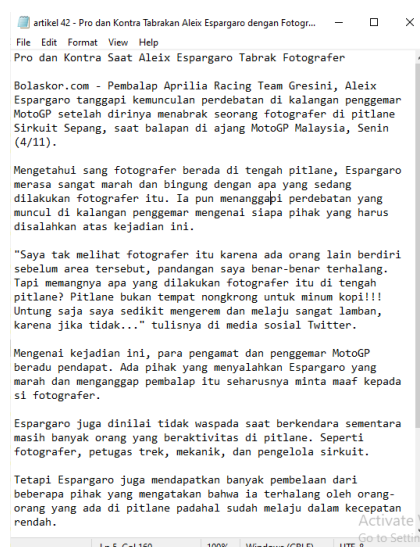 artikel 42 - Pro dan Kontra Tabrakan Aleix Espargaro dengan Fotogr...
File Edit Format View Help
Pro dan Kontra Saat Aleix Espargaro Tabrak Fotografer
Bolaskor.com - Pembalap Aprilia Racing Team Gresini, Aleix
Espargaro tanggapi kemunculan perdebatan di kalangan penggemar
MotoGP setelah dirinya menabrak seorang fotografer di pitlane
Sirkuit Sepang, saat balapan di ajang MotoGP Malaysia, Senin
(4/11).
Mengetahui sang fotografer berada di tengah pitlane, Espargaro
merasa sangat marah dan bingung dengan apa yang sedang
dilakukan fotografer itu. Ia pun menanggapi perdebatan yang
muncul di kalangan penggemar mengenai siapa pihak yang harus
disalahkan atas kejadian ini.
"Saya tak melihat fotografer itu karena ada orang lain berdiri
sebelum area tersebut, pandangan saya benar-benar terhalang.
Tapi memangnya apa yang dilakukan fotografer itu di tengah
pitlane? Pitlane bukan tempat nongkrong untuk minum kopi!!!
Untung saja saya sedikit mengerem dan melaju sangat lamban,
karena jika tidak..." tulisnya di media sosial Twitter.
Mengenai kejadian ini, para pengamat dan penggemar MotoGP
beradu pendapat. Ada pihak yang menyalahkan Espargaro yang
marah dan menganggap pembalap itu seharusnya minta maaf kepada
si fotografer.
Espargaro juga dinilai tidak waspada saat berkendara sementara
masih banyak orang yang beraktivitas di pitlane. Seperti
fotografer, petugas trek, mekanik, dan pengelola sirkuit.
Tetapi Espargaro juga mendapatkan banyak pembelaan dari
beberapa pihak yang mengatakan bahwa ia terhalang oleh orang-
orang yang ada di pitlane padahal sudah melaju dalam kecepatan
rendah.
Activate
Go to Settin
Ln 5, Col 160 100% Windows (CRLF) UTF-8